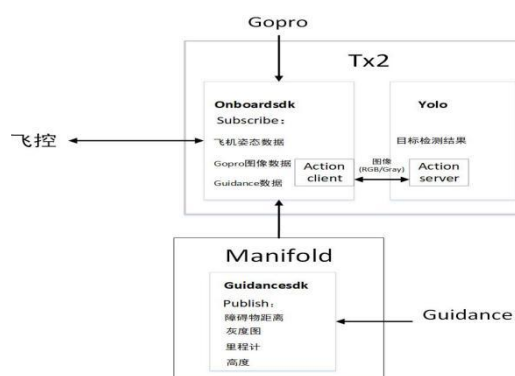 Gopro
Tx2
Onboardsdk
Subscribe：
飞机姿态数据
Gopro图像数据
Guidance数据
Action
client
图像
(RGB/Gray)
Yolo
目标检测结果
Action
server
飞控
Manifold
Guidancesdk
Publish：
障碍物距离
灰度图
里程计
高度
Guidance